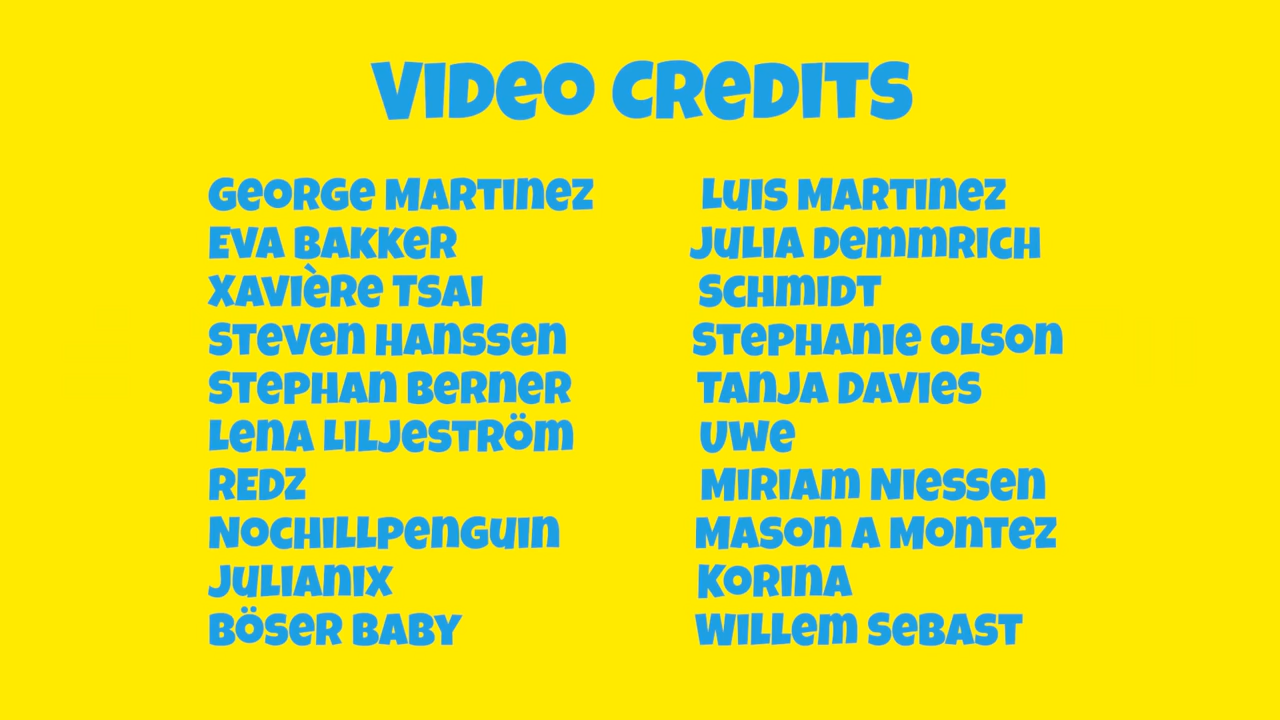 Video Credits
George Martinez
Eva Bakker
Xavière Tsai
Steven Hanssen
Stephan Berner
Lena Liljeström
REDZ
Nochillpenguin
Julianix
Böser Baby
Luis Martinez
Julia Demmrich
Schmidt
Stephanie Olson
Tanja Davies
Uwe
Miriam Niessen
Mason A Montez
Korina
Willem Sebast